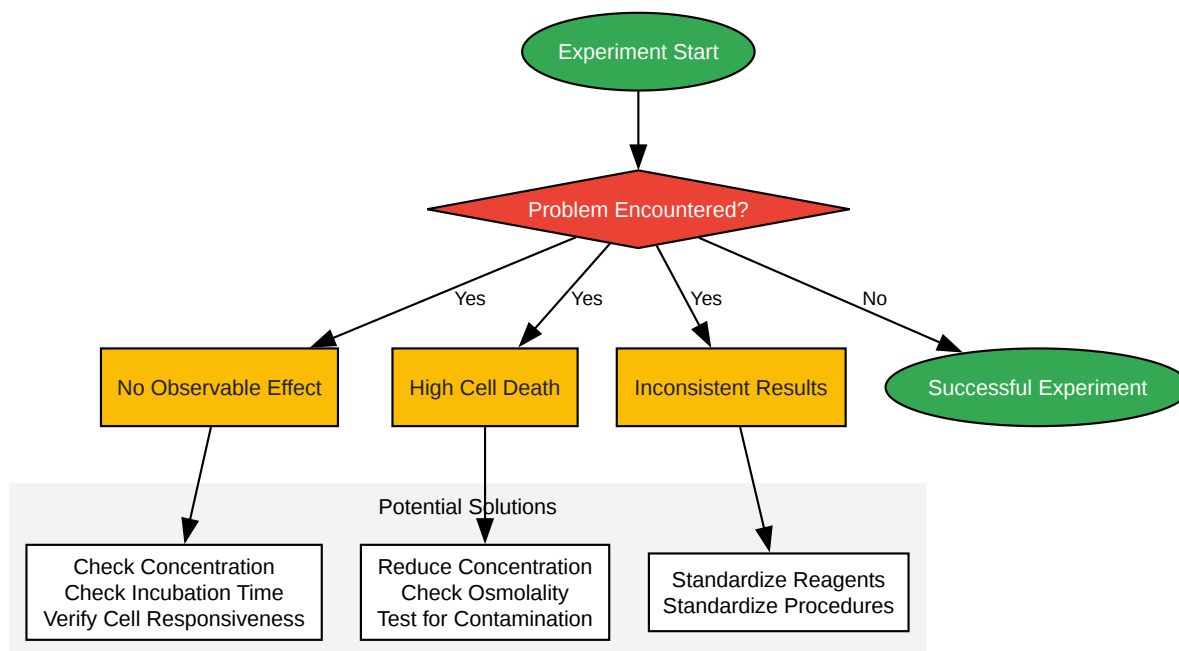 Experiment Start
Problem Encountered?
Yes
Yes
Yes
No
No Observable Effect
High Cell Death
Inconsistent Results
Successful Experiment
Potential Solutions
Check Concentration
Check Incubation Time
Verify Cell Responsiveness
Reduce Concentration
Check Osmolality
Test for Contamination
Standardize Reagents
Standardize Procedures